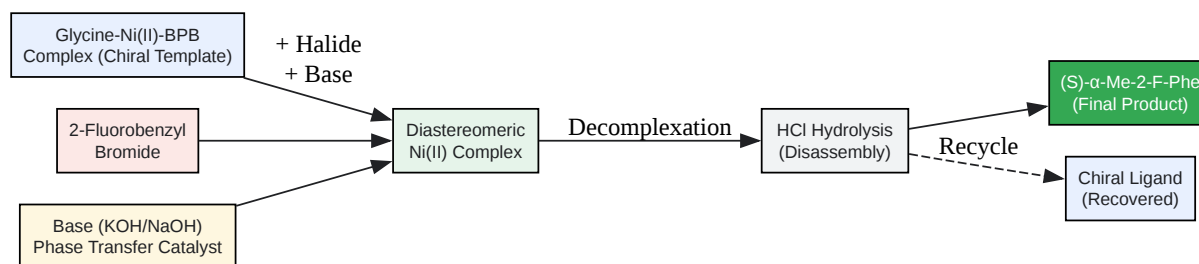 Glycine-Ni(II)-BPB
Complex (Chiral Template)
+ Halide
+ Base
2-Fluorobenzyl
Bromide
Base (KOH/NaOH)
Phase Transfer Catalyst
Diastereomeric
Ni(II) Complex
Decomplexation
HCl Hydrolysis
(Disassembly)
Recycle
(S)-α-Me-2-F-Phe
(Final Product)
Chiral Ligand
(Recovered)